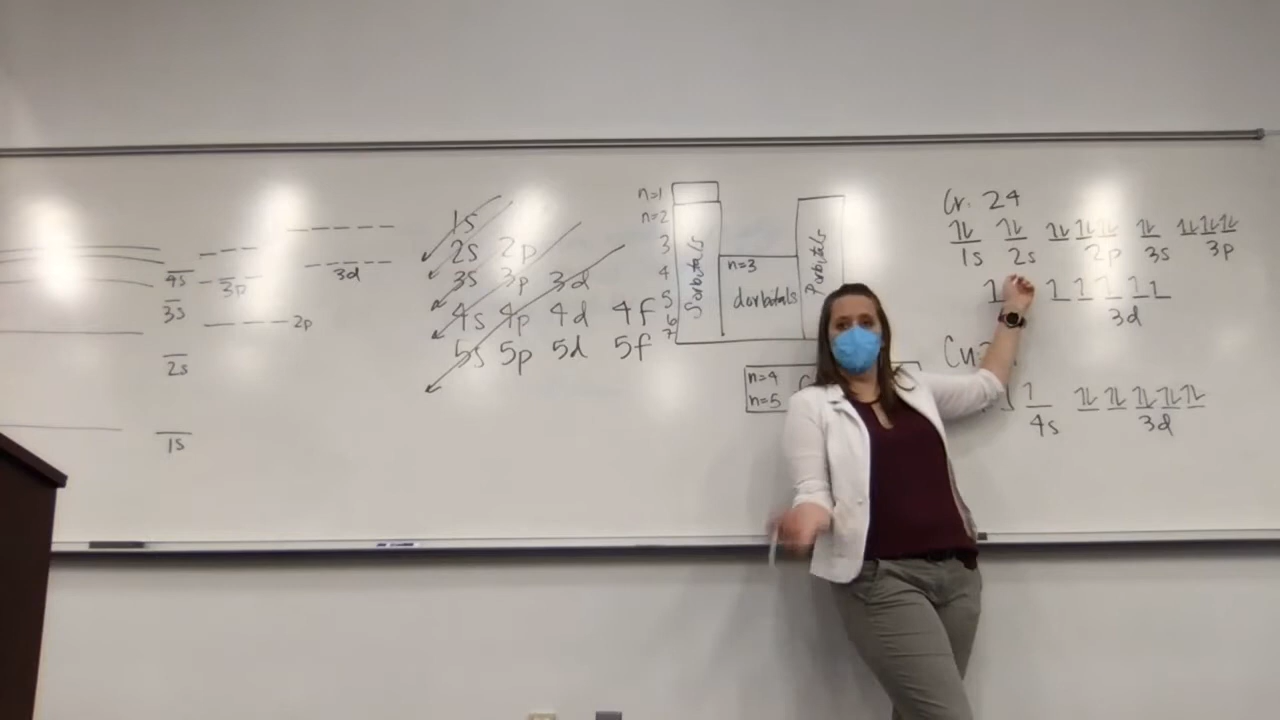 4s
3p
3d
3s
2p
2s
1s
1s
2s 2p
3s 3p 3d
4s 4p 4d 4f
5s 5p 5d 5f
n=1
n=2
3
4
5
6
7
S orbitals
n=3
d orbitals
P orbitals
n=4
n=5
Cr: 24
1s 2s 2p 3s 3p
3d
Cu:
4s 3d